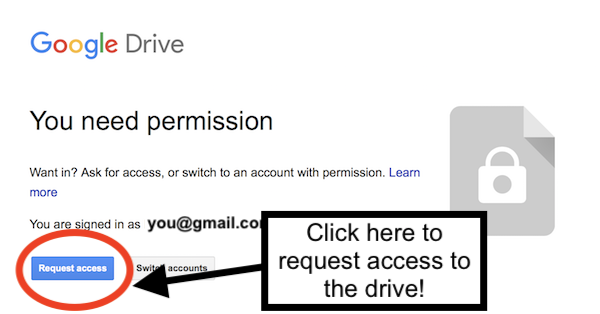 Google Drive
You need permission
Want in? Ask for access, or switch to an account with permission. Learn
more
You are signed in as you@gmail.co
Request access
Switch accounts
Click here to
request access to
the drive!